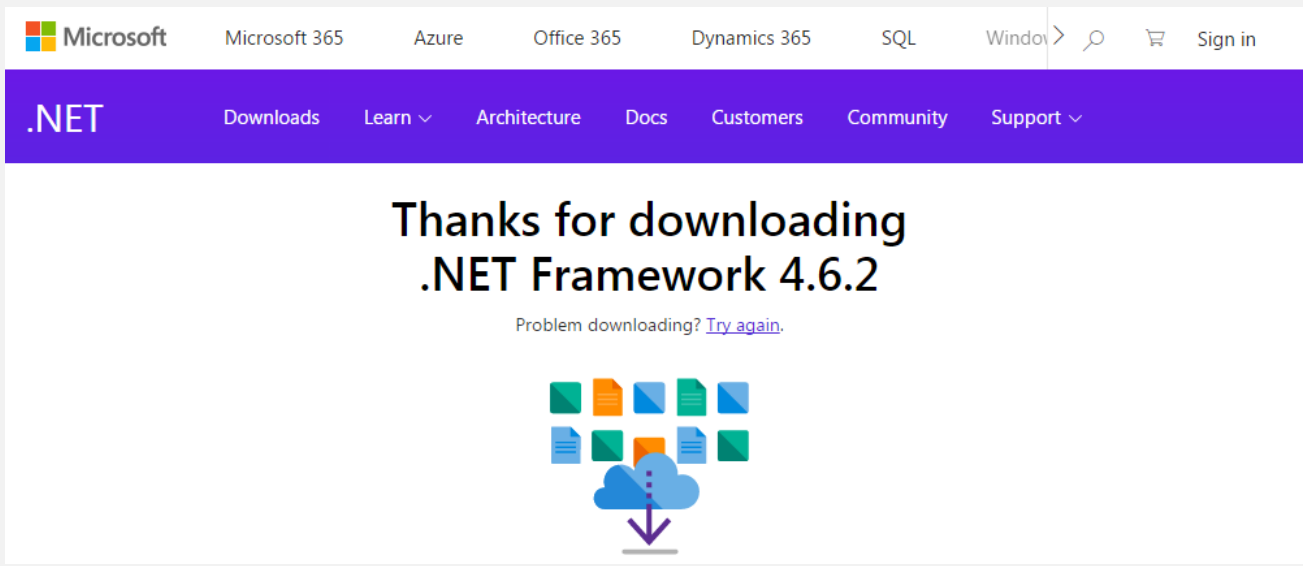 Microsoft Microsoft 365 Azure Office 365 Dynamics 365 SQL Sign in
.NET Downloads Learn Architecture Docs Customers Community Support
Thanks for downloading
.NET Framework 4.6.2
Problem downloading? Try again.